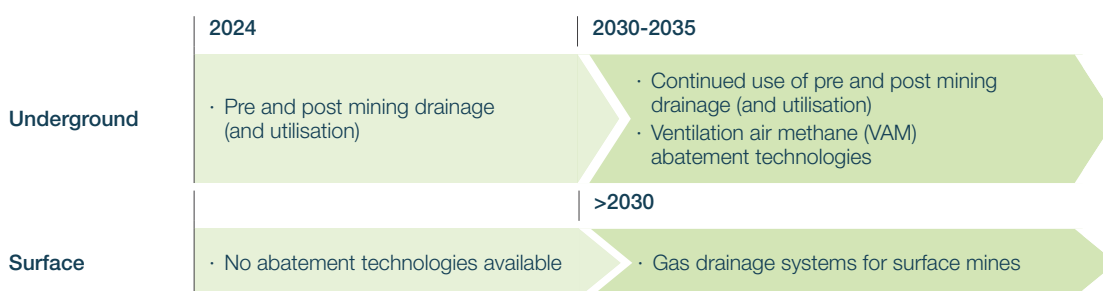 2024
2030-2035
Underground
· Pre and post mining drainage
(and utilisation)
· Continued use of pre and post mining
drainage (and utilisation)
· Ventilation air methane (VAM)
abatement technologies
>2030
Surface
· No abatement technologies available
· Gas drainage systems for surface mines